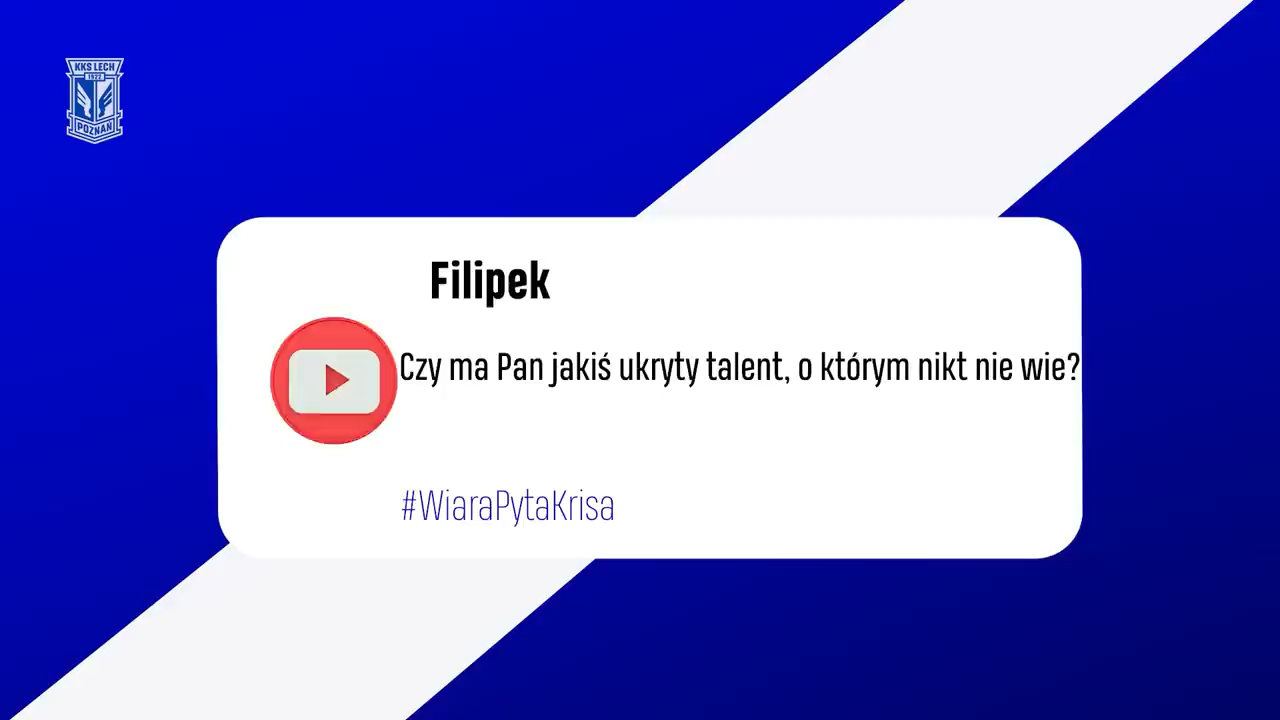 KKS LECH
1922
POZNAŃ
Filipek
Czy ma Pan jakiś ukryty talent, o którym nikt nie wie?
#WiaraPytaKrisa